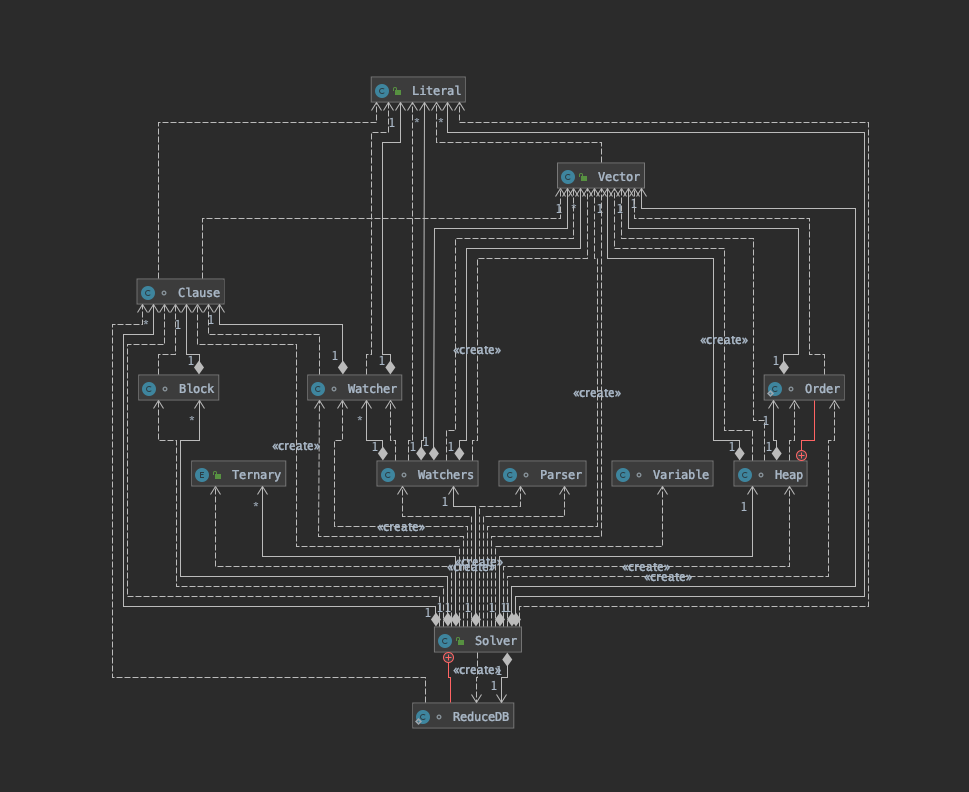 C Literal
1
*
*
C Vector
1
*
1
1
1
C Clause
*
1
1
«create»
«create»
1
1
1
1
C Block
C Watcher
C Order
«create»
*
*
1
«create»
1
1
1
1
1
E Ternary
C Watchers
C Parser
C Variable
C Heap
*
1
1
«create»
«create»
«create»
«create»
«create»
1
1
1
1
1
1
C Solver
«create»
1
1
C ReduceDB